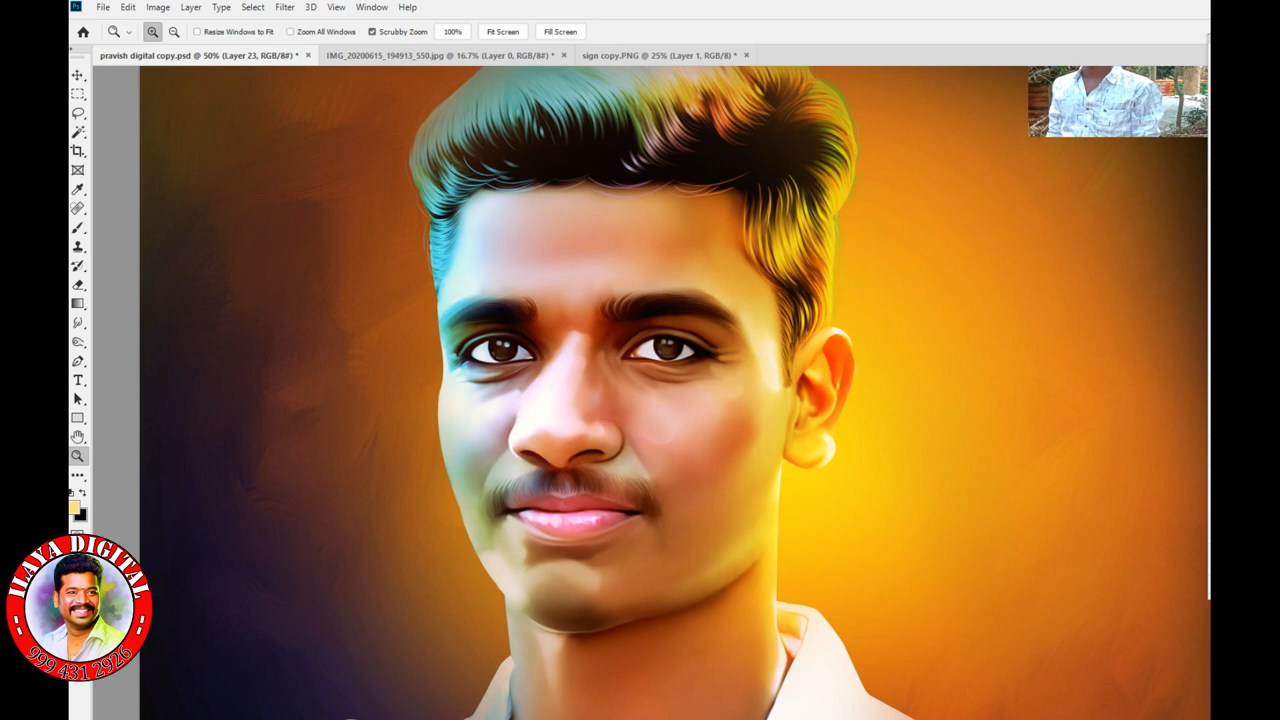 Ps File Edit Image Layer Type Select Filter 3D View Window Help
Resize Windows to Fit Zoom All Windows Scrubby Zoom 100% Fit Screen Fill Screen
pravish digital copy.psd @ 50% (Layer 23, RGB/8#) * × IMG_20200615_194913_550.jpg @ 16.7% (Layer 0, RGB/8#) * × sign copy.PNG @ 25% (Layer 1, RGB/8) * ×
T
ILAYA DIGITAL
999 431 2926